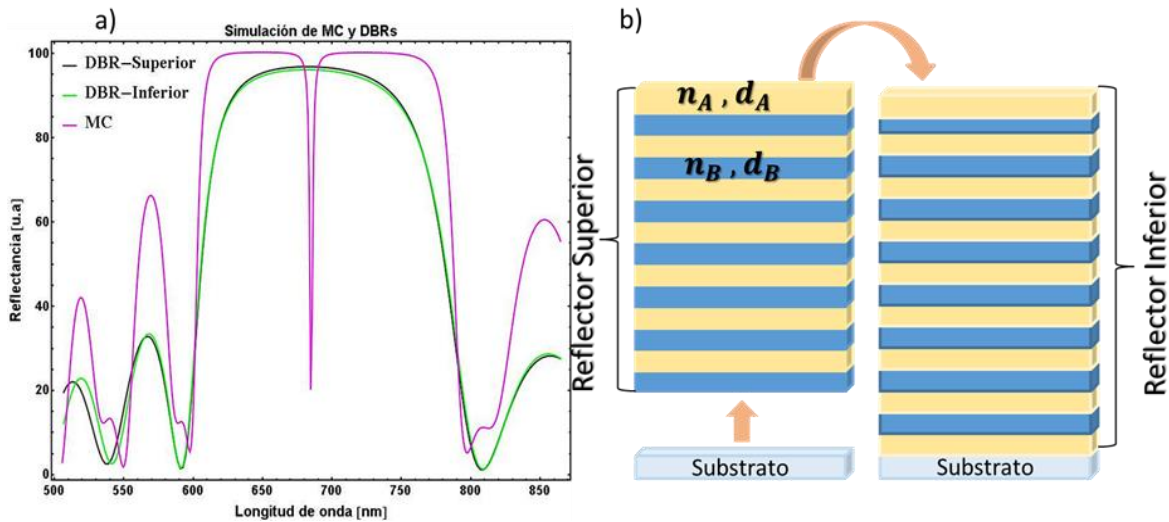 a)
Simulación de MC y DBRs
DBR−Superior
DBR−Inferior
MC
Reflectancia [u.a]
100
80
60
40
20
0
500 550 600 650 700 750 800 850
Longitud de onda [nm]
b)
Reflector Superior
n_A , d_A
n_B , d_B
Substrato
Substrato
Reflector Inferior